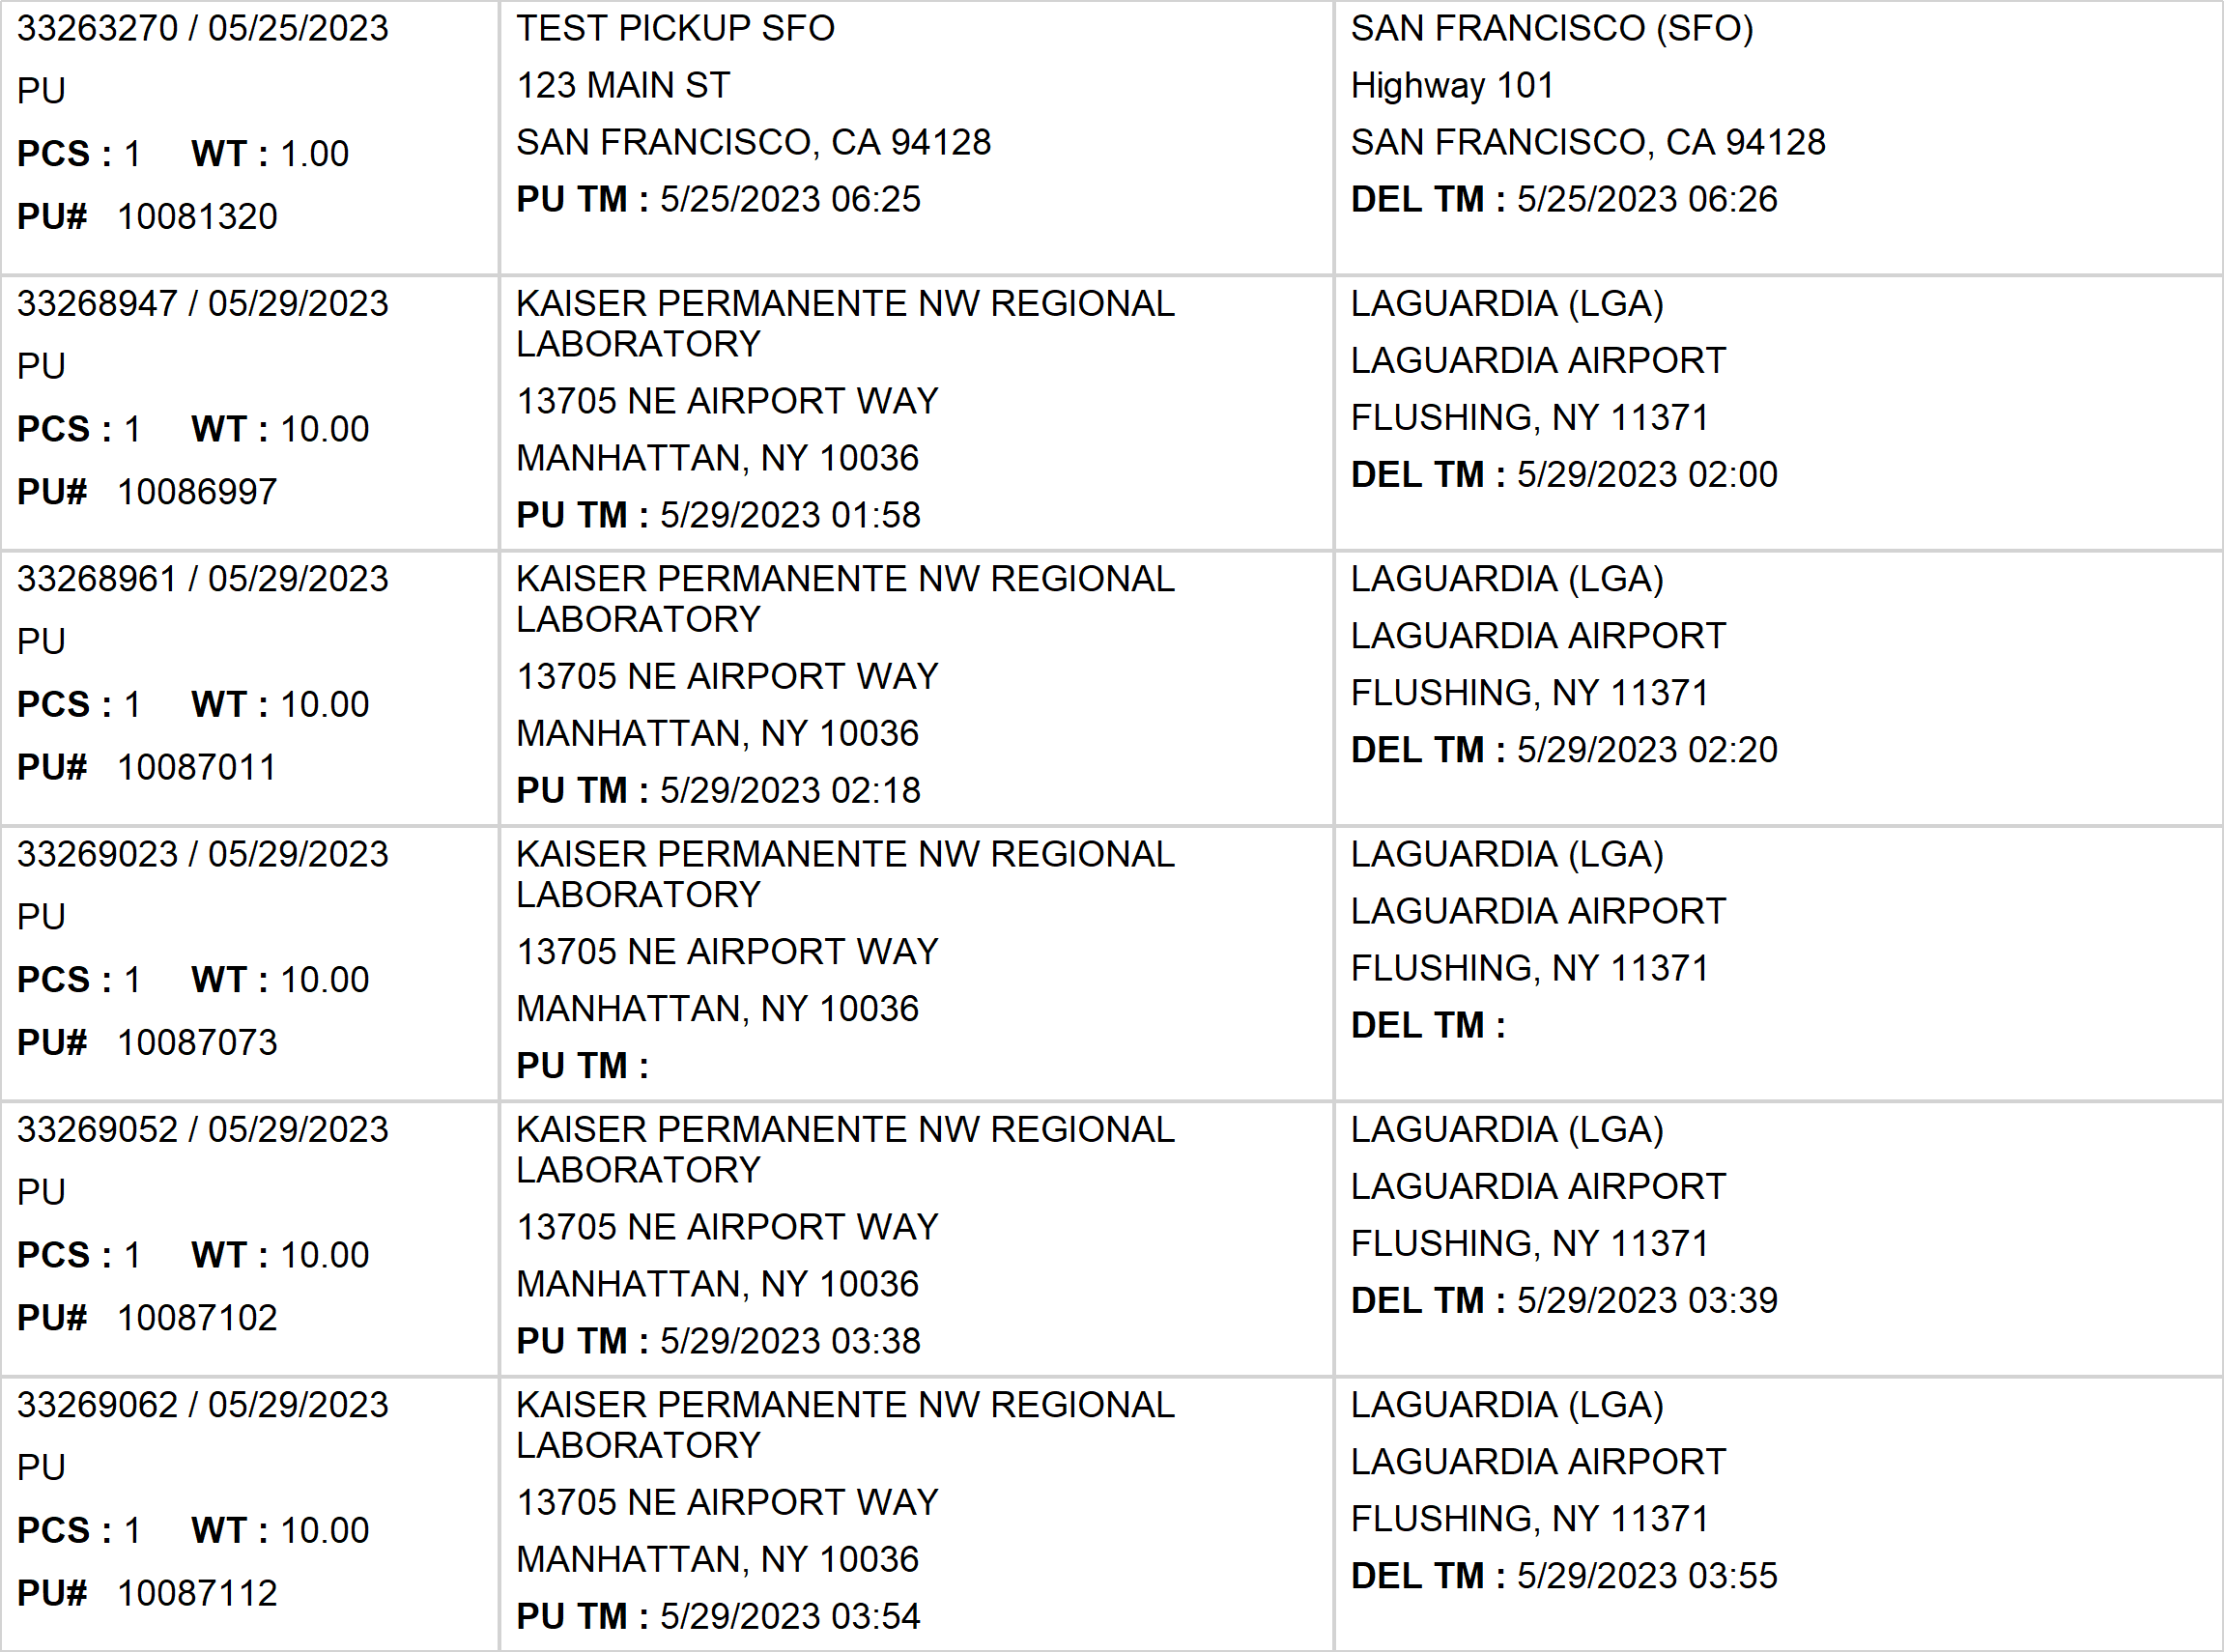 33263270 / 05/25/2023
PU
PCS : 1 WT : 1.00
PU# 10081320
TEST PICKUP SFO
123 MAIN ST
SAN FRANCISCO, CA 94128
PU TM : 5/25/2023 06:25
SAN FRANCISCO (SFO)
Highway 101
SAN FRANCISCO, CA 94128
DEL TM : 5/25/2023 06:26
33268947 / 05/29/2023
PU
PCS : 1 WT : 10.00
PU# 10086997
KAISER PERMANENTE NW REGIONAL
LABORATORY
13705 NE AIRPORT WAY
MANHATTAN, NY 10036
PU TM : 5/29/2023 01:58
LAGUARDIA (LGA)
LAGUARDIA AIRPORT
FLUSHING, NY 11371
DEL TM : 5/29/2023 02:00
33268961 / 05/29/2023
PU
PCS : 1 WT : 10.00
PU# 10087011
KAISER PERMANENTE NW REGIONAL
LABORATORY
13705 NE AIRPORT WAY
MANHATTAN, NY 10036
PU TM : 5/29/2023 02:18
LAGUARDIA (LGA)
LAGUARDIA AIRPORT
FLUSHING, NY 11371
DEL TM : 5/29/2023 02:20
33269023 / 05/29/2023
PU
PCS : 1 WT : 10.00
PU# 10087073
KAISER PERMANENTE NW REGIONAL
LABORATORY
13705 NE AIRPORT WAY
MANHATTAN, NY 10036
PU TM :
LAGUARDIA (LGA)
LAGUARDIA AIRPORT
FLUSHING, NY 11371
DEL TM :
33269052 / 05/29/2023
PU
PCS : 1 WT : 10.00
PU# 10087102
KAISER PERMANENTE NW REGIONAL
LABORATORY
13705 NE AIRPORT WAY
MANHATTAN, NY 10036
PU TM : 5/29/2023 03:38
LAGUARDIA (LGA)
LAGUARDIA AIRPORT
FLUSHING, NY 11371
DEL TM : 5/29/2023 03:39
33269062 / 05/29/2023
PU
PCS : 1 WT : 10.00
PU# 10087112
KAISER PERMANENTE NW REGIONAL
LABORATORY
13705 NE AIRPORT WAY
MANHATTAN, NY 10036
PU TM : 5/29/2023 03:54
LAGUARDIA (LGA)
LAGUARDIA AIRPORT
FLUSHING, NY 11371
DEL TM : 5/29/2023 03:55